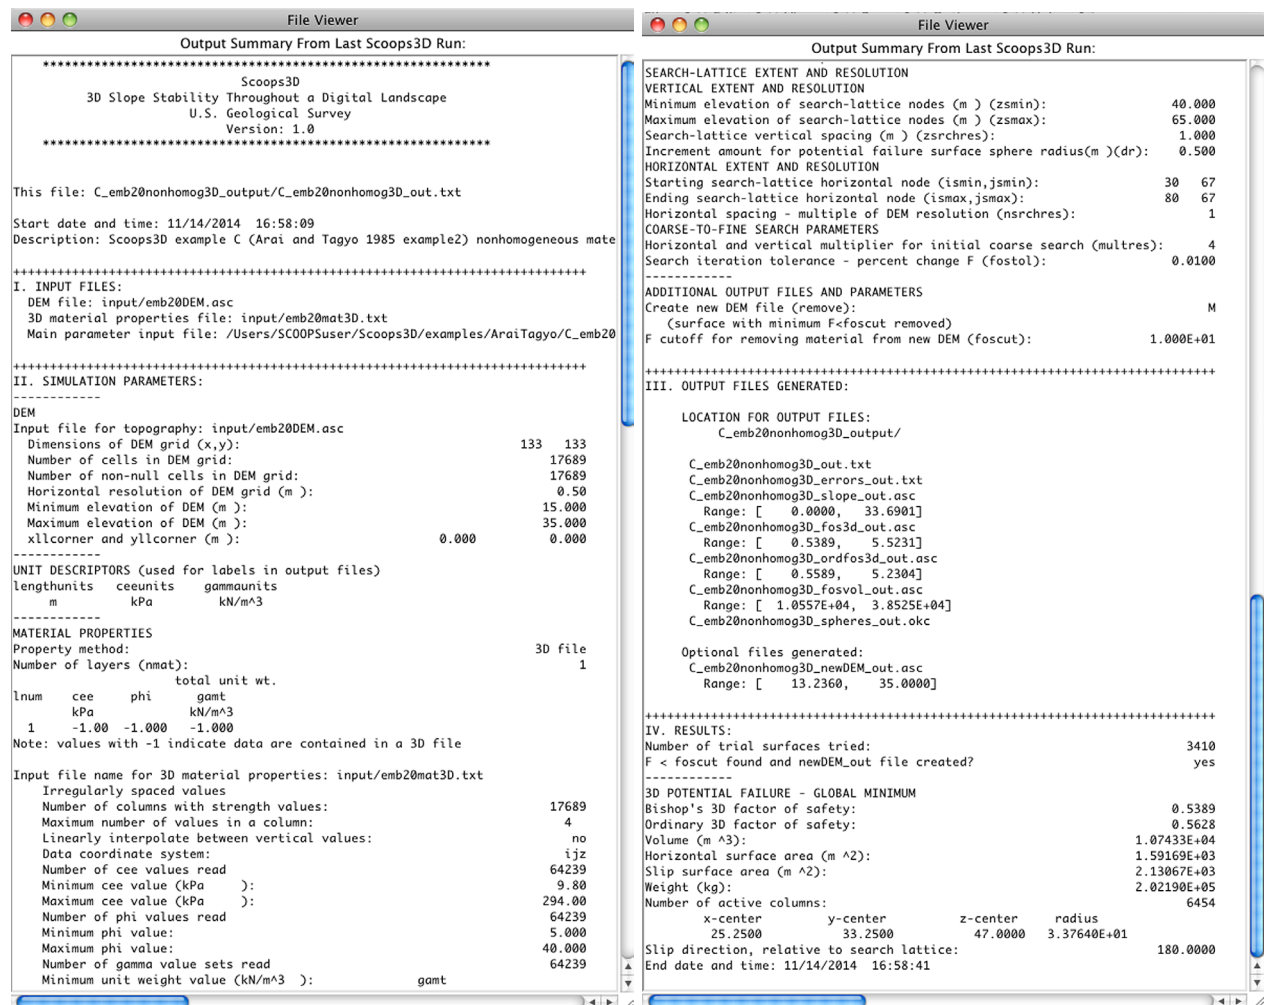 File Viewer
Output Summary From Last Scoops3D Run:
*************************************************************
Scoops3D
3D Slope Stability Throughout a Digital Landscape
U.S. Geological Survey
Version: 1.0
*************************************************************
This file: C_emb20nonhomog3D_output/C_emb20nonhomog3D_out.txt
Start date and time: 11/14/2014  16:58:09
Description: Scoops3D example C (Arai and Tagyo 1985 example2) nonhomogeneous mate
++++++++++++++++++++++++++++++++++++++++++++++++++++++++++++++++++++++++++++++
I. INPUT FILES:
DEM file: input/emb20DEM.asc
3D material properties file: input/emb20mat3D.txt
Main parameter input file: /Users/SCOOPSuser/Scoops3D/examples/AraiTagyo/C_emb20
++++++++++++++++++++++++++++++++++++++++++++++++++++++++++++++++++++++++++++++
II. SIMULATION PARAMETERS:
------------
DEM
Input file for topography: input/emb20DEM.asc
Dimensions of DEM grid (x,y): 133 133
Number of cells in DEM grid: 17689
Number of non-null cells in DEM grid: 17689
Horizontal resolution of DEM grid (m ): 0.50
Minimum elevation of DEM (m ): 15.000
Maximum elevation of DEM (m ): 35.000
xllcorner and yllcorner (m ): 0.000 0.000
------------
UNIT DESCRIPTORS (used for labels in output files)
lengthunits ceeunits gammaunits
m kPa kN/m^3
------------
MATERIAL PROPERTIES
Property method: 3D file
Number of layers (nmat): 1
total unit wt.
lnum cee phi gamt
kPa kN/m^3
1 -1.00 -1.000 -1.000
Note: values with -1 indicate data are contained in a 3D file
Input file name for 3D material properties: input/emb20mat3D.txt
Irregularly spaced values
Number of columns with strength values: 17689
Maximum number of values in a column: 4
Linearly interpolate between vertical values: no
Data coordinate system: ijz
Number of cee values read 64239
Minimum cee value (kPa ): 9.80
Maximum cee value (kPa ): 294.00
Number of phi values read 64239
Minimum phi value: 5.000
Maximum phi value: 40.000
Number of gamma value sets read 64239
Minimum unit weight value (kN/m^3 ): gamt
File Viewer
Output Summary From Last Scoops3D Run:
SEARCH-LATTICE EXTENT AND RESOLUTION
VERTICAL EXTENT AND RESOLUTION
Minimum elevation of search-lattice nodes (m ) (zsmin): 40.000
Maximum elevation of search-lattice nodes (m ) (zsmax): 65.000
Search-lattice vertical spacing (m ) (zsrchres): 1.000
Increment amount for potential failure surface sphere radius(m )(dr): 0.500
HORIZONTAL EXTENT AND RESOLUTION
Starting search-lattice horizontal node (ismin,jsmin): 30 67
Ending search-lattice horizontal node (ismax,jsmax): 80 67
Horizontal spacing - multiple of DEM resolution (nsrchres): 1
COARSE-TO-FINE SEARCH PARAMETERS
Horizontal and vertical multiplier for initial coarse search (multres): 4
Search iteration tolerance - percent change F (fostol): 0.0100
------------
ADDITIONAL OUTPUT FILES AND PARAMETERS
Create new DEM file (remove): M
(surface with minimum F<foscut removed)
F cutoff for removing material from new DEM (foscut): 1.000E+01
++++++++++++++++++++++++++++++++++++++++++++++++++++++++++++++++++++++++++++++
III. OUTPUT FILES GENERATED:
LOCATION FOR OUTPUT FILES:
C_emb20nonhomog3D_output/
C_emb20nonhomog3D_out.txt
C_emb20nonhomog3D_errors_out.txt
C_emb20nonhomog3D_slope_out.asc
Range: [ 0.0000, 33.6901]
C_emb20nonhomog3D_fos3d_out.asc
Range: [ 0.5389, 5.5231]
C_emb20nonhomog3D_ordfos3d_out.asc
Range: [ 0.5589, 5.2304]
C_emb20nonhomog3D_fosvol_out.asc
Range: [ 1.0557E+04, 3.8525E+04]
C_emb20nonhomog3D_spheres_out.okc
Optional files generated:
C_emb20nonhomog3D_newDEM_out.asc
Range: [ 13.2360, 35.0000]
++++++++++++++++++++++++++++++++++++++++++++++++++++++++++++++++++++++++++++++
IV. RESULTS:
Number of trial surfaces tried: 3410
F < foscut found and newDEM_out file created? yes
------------
3D POTENTIAL FAILURE - GLOBAL MINIMUM
Bishop's 3D factor of safety: 0.5389
Ordinary 3D factor of safety: 0.5628
Volume (m ^3): 1.07433E+04
Horizontal surface area (m ^2): 1.59169E+03
Slip surface area (m ^2): 2.13067E+03
Weight (kg): 2.02190E+05
Number of active columns: 6454
x-center y-center z-center radius
25.2500 33.2500 47.0000 3.37640E+01
Slip direction, relative to search lattice: 180.0000
End date and time: 11/14/2014  16:58:41